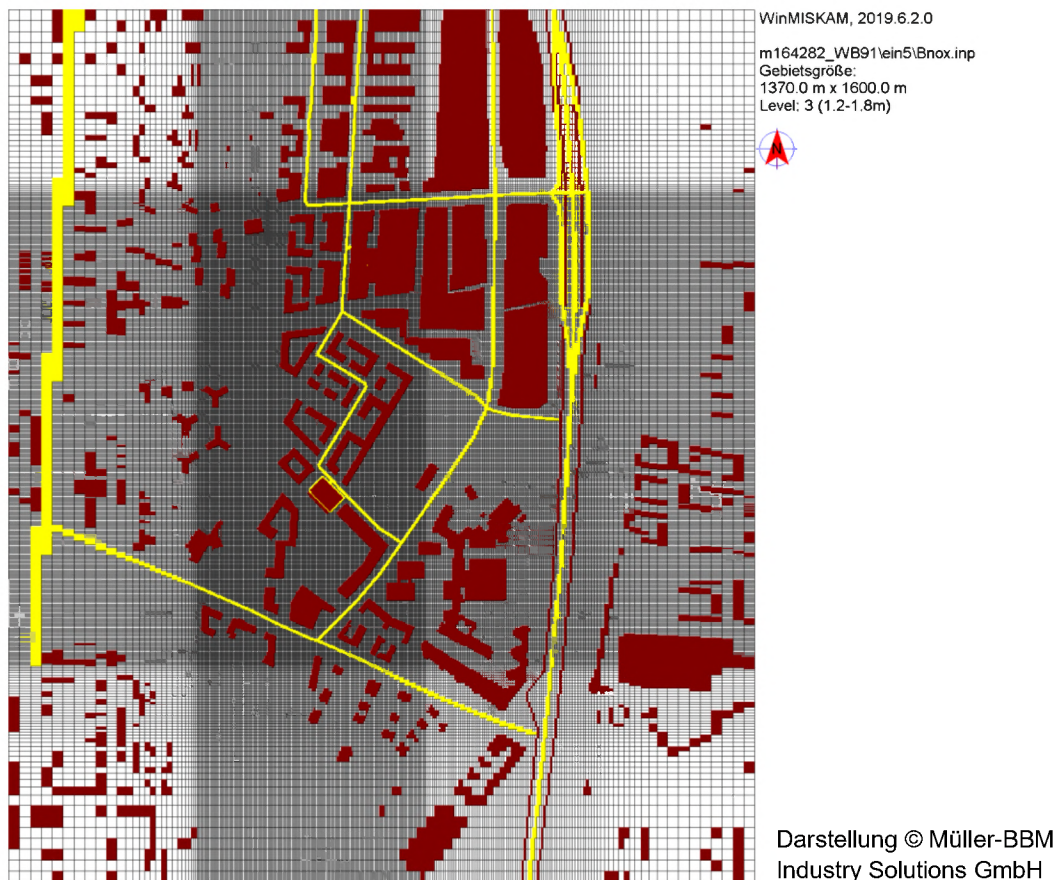 WinMISKAM, 2019.6.2.0
m164282_WB91\ein5\Bnox.inp
Gebietsgröße:
1370.0 m x 1600.0 m
Level: 3 (1.2-1.8m)
N
Darstellung © Müller-BBM
Industry Solutions GmbH